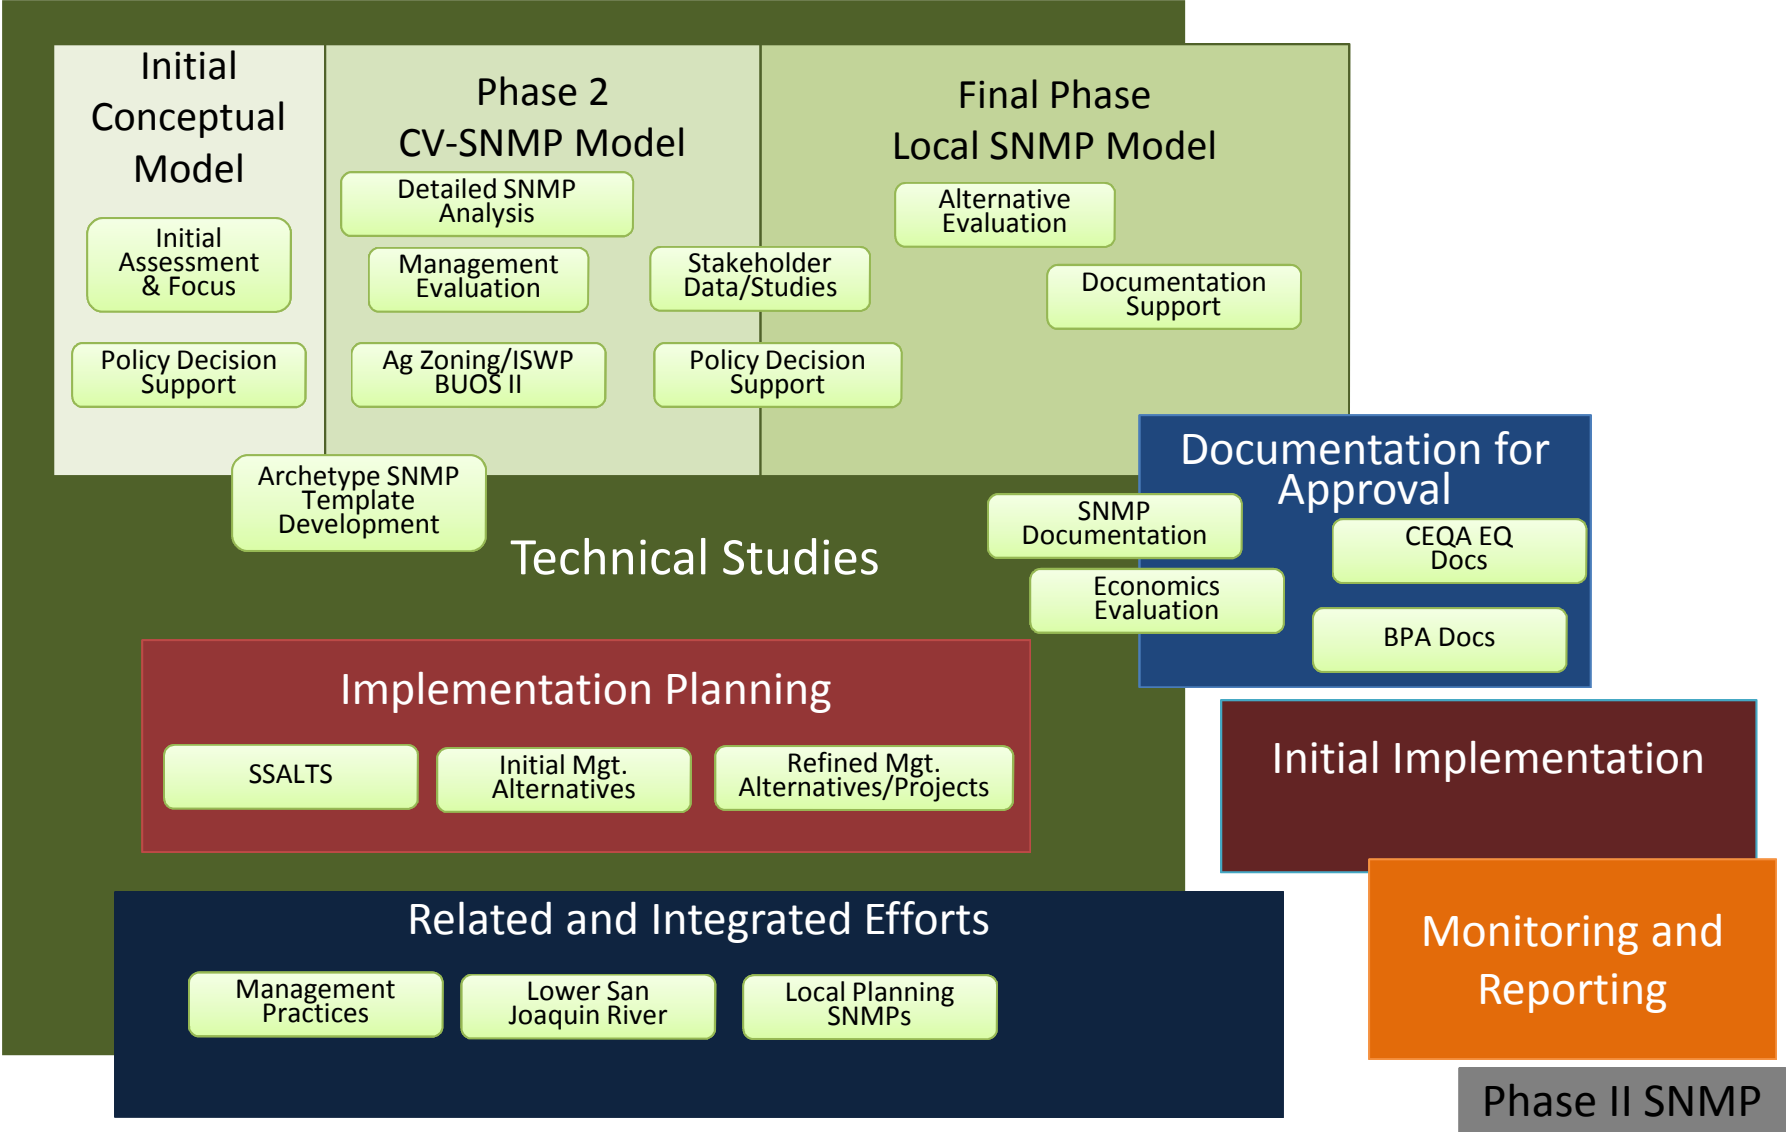 Initial
Conceptual
Model
Initial
Assessment
& Focus
Policy Decision
Support
Phase 2
CV-SNMP Model
Detailed SNMP
Analysis
Management
Evaluation
Ag Zoning/ISWP
BUOS II
Stakeholder
Data/Studies
Policy Decision
Support
Final Phase
Local SNMP Model
Alternative
Evaluation
Documentation
Support
Archetype SNMP
Template
Development
Technical Studies
Documentation for
Approval
SNMP
Documentation
Economics
Evaluation
CEQA EQ
Docs
BPA Docs
Implementation Planning
SSALTS
Initial Mgt.
Alternatives
Refined Mgt.
Alternatives/Projects
Initial Implementation
Related and Integrated Efforts
Management
Practices
Lower San
Joaquin River
Local Planning
SNMPs
Monitoring and
Reporting
Phase II SNMP